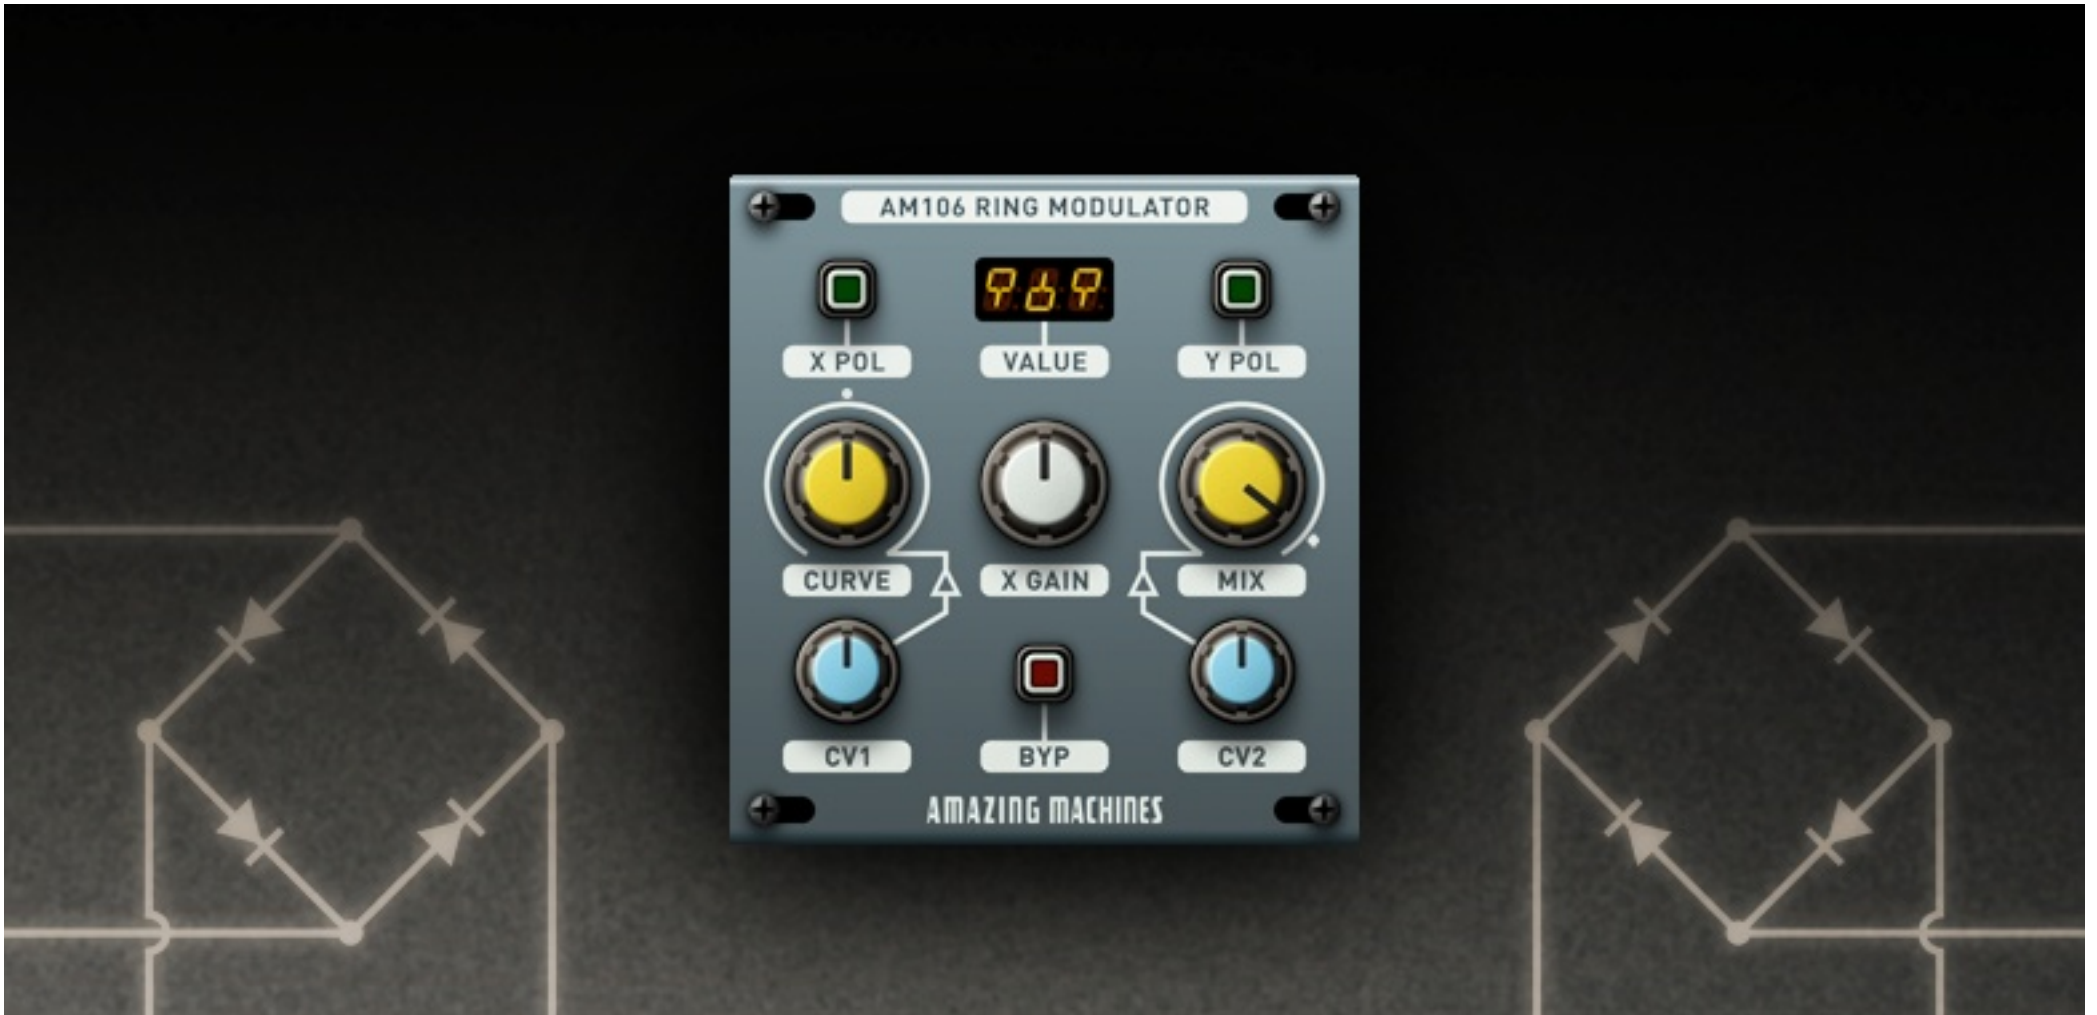 AM106 RING MODULATOR
X POL
VALUE
Y POL
CURVE
X GAIN
MIX
CV1
BYP
CV2
AMAZING MACHINES